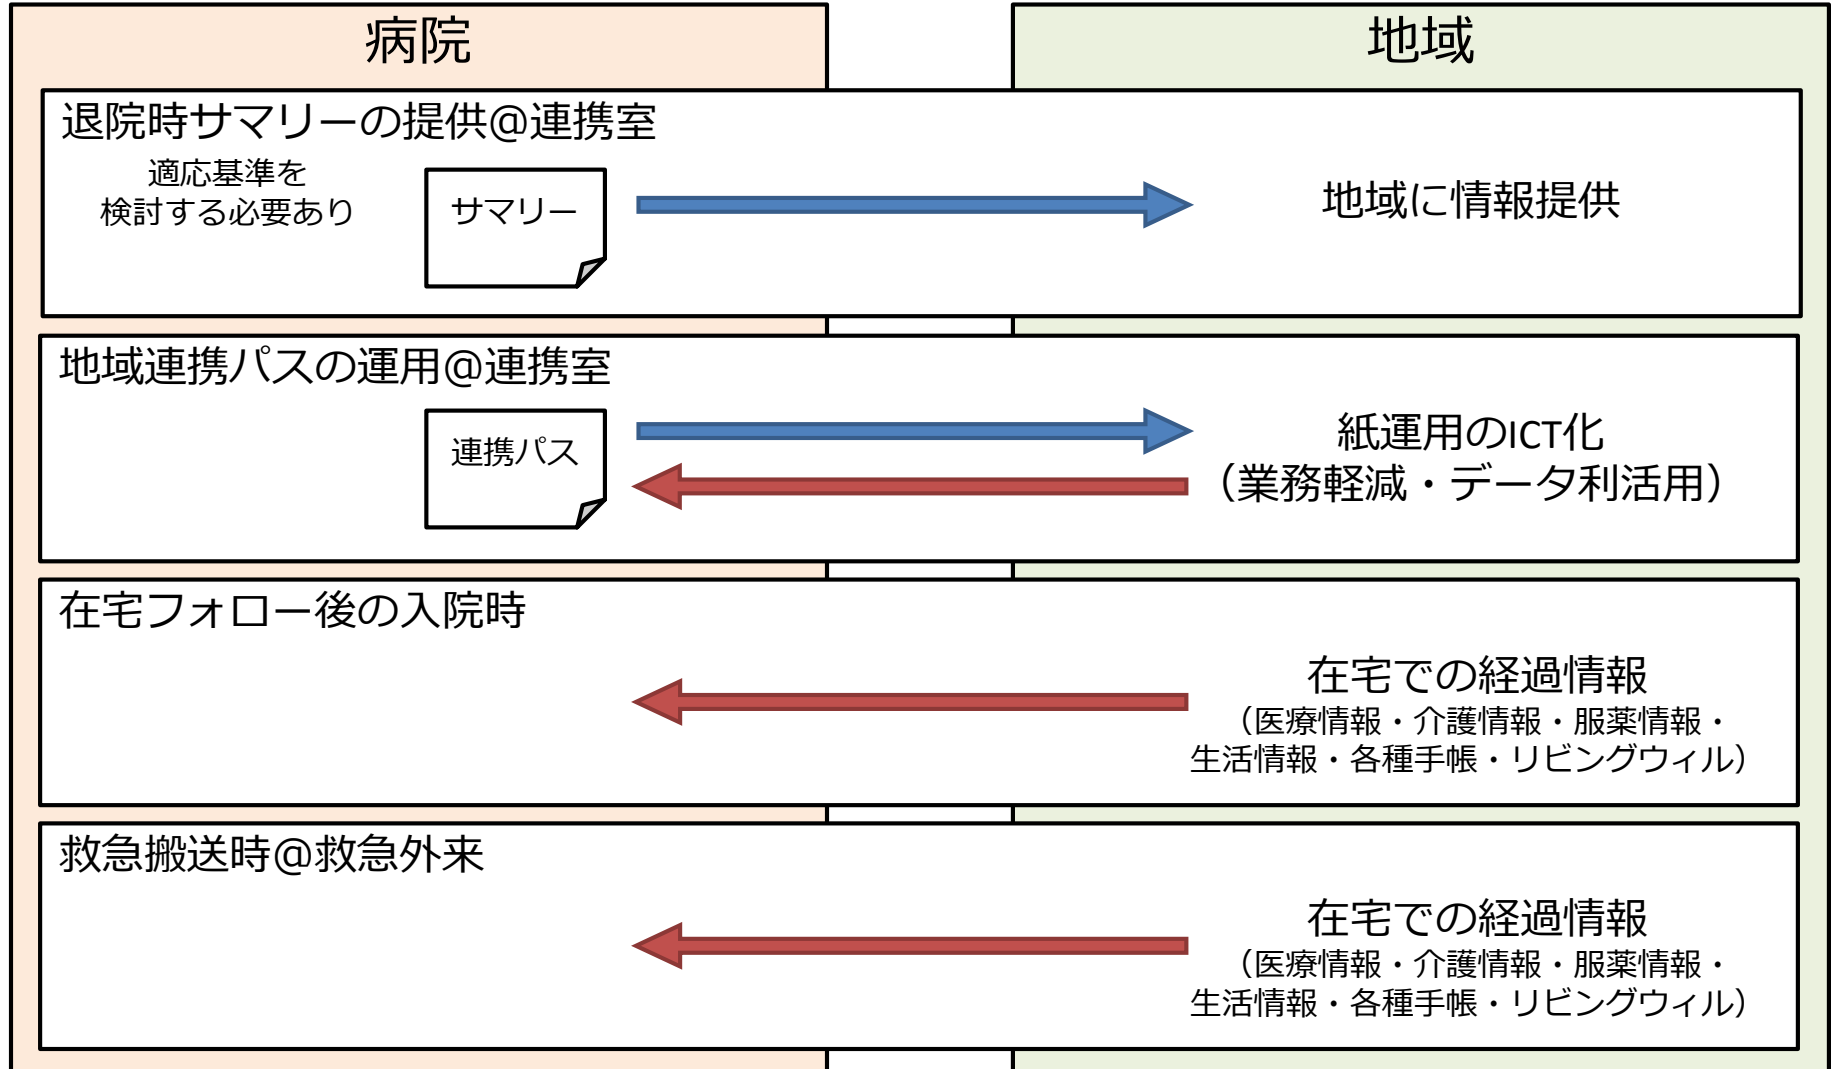 病院
地域
退院時サマリーの提供@連携室
適応基準を
検討する必要あり
サマリー
地域に情報提供
地域連携パスの運用@連携室
連携パス
紙運用のICT化
（業務軽減・データ利活用）
在宅フォロー後の入院時
在宅での経過情報
（医療情報・介護情報・服薬情報・
生活情報・各種手帳・リビングウィル）
救急搬送時@救急外来
在宅での経過情報
（医療情報・介護情報・服薬情報・
生活情報・各種手帳・リビングウィル）